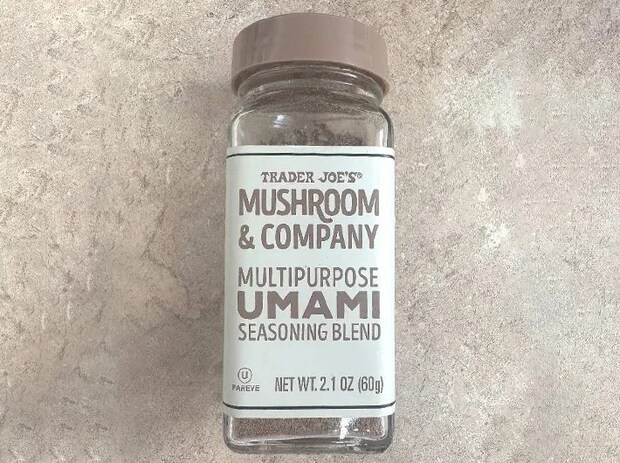 TRADER JOE'S®
MUSHROOM
& COMPANY
MULTIPURPOSE
UMAMI
SEASONING BLEND
U
PAREVE
NET WT. 2.1 OZ (60g)